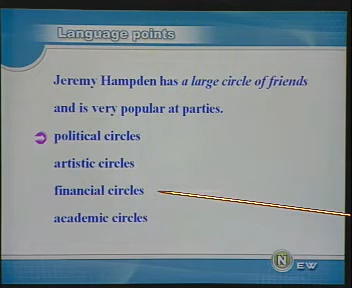 Language points
Jeremy Hampden has a large circle of friends
and is very popular at parties.
political circles
artistic circles
financial circles
academic circles
NEW